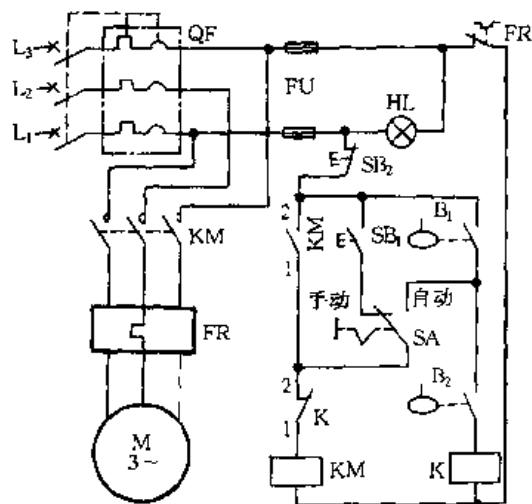 L₃ QF FR
L₂ FU
L₁ HL
E SB₂
2 KM 1 E SB₁ B₁
KM
手动 自动
SA
FR
2 K 1 B₂
M
3~
KM K